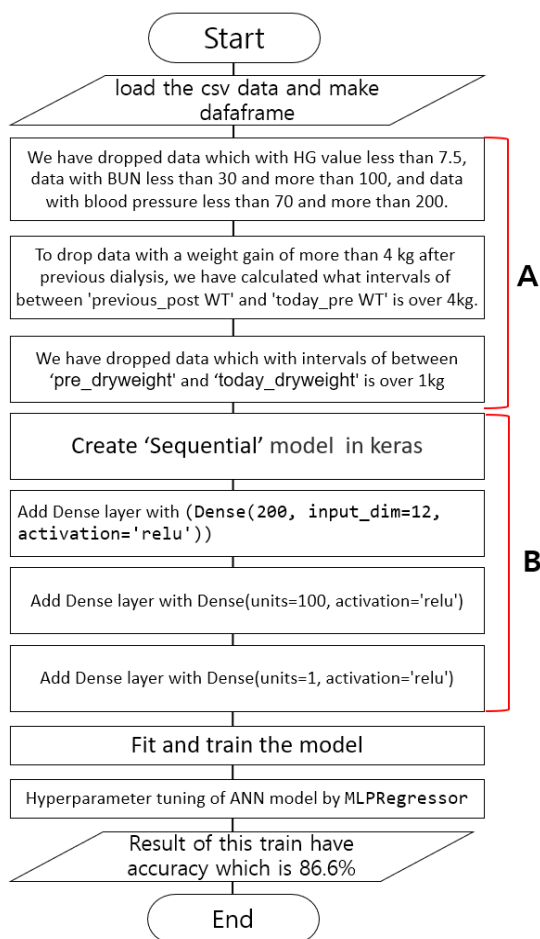 Start
load the csv data and make
dafaframe
We have dropped data which with HG value less than 7.5,
data with BUN less than 30 and more than 100, and data
with blood pressure less than 70 and more than 200.
To drop data with a weight gain of more than 4 kg after
previous dialysis, we have calculated what intervals of
between 'previous_post WT' and 'today_pre WT' is over 4kg.
A
We have dropped data which with intervals of between
‘pre_dryweight' and ‘today_dryweight' is over 1kg
Create ‘Sequential’ model in keras
Add Dense layer with (Dense(200, input_dim=12,
activation='relu'))
B
Add Dense layer with Dense(units=100, activation='relu')
Add Dense layer with Dense(units=1, activation='relu')
Fit and train the model
Hyperparameter tuning of ANN model by MLPRegressor
Result of this train have
accuracy which is 86.6%
End